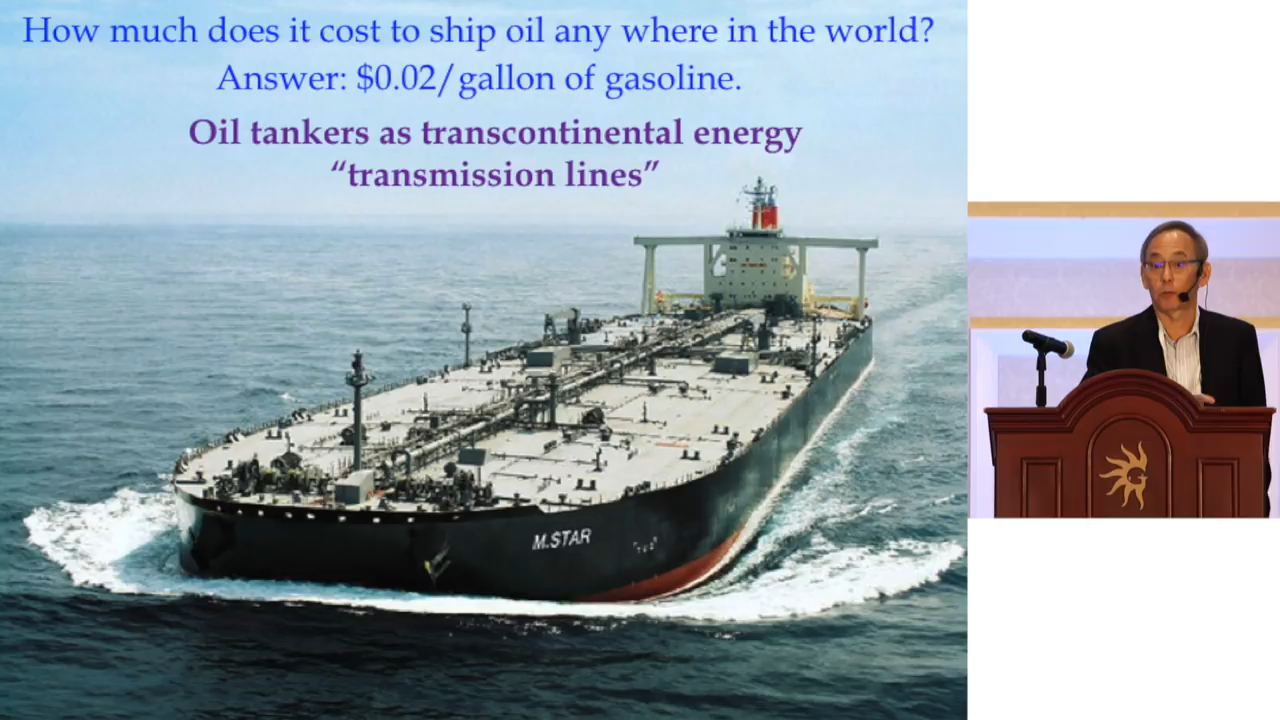 How much does it cost to ship oil any where in the world?
Answer: $0.02/gallon of gasoline.
Oil tankers as transcontinental energy
“transmission lines”
M.STAR